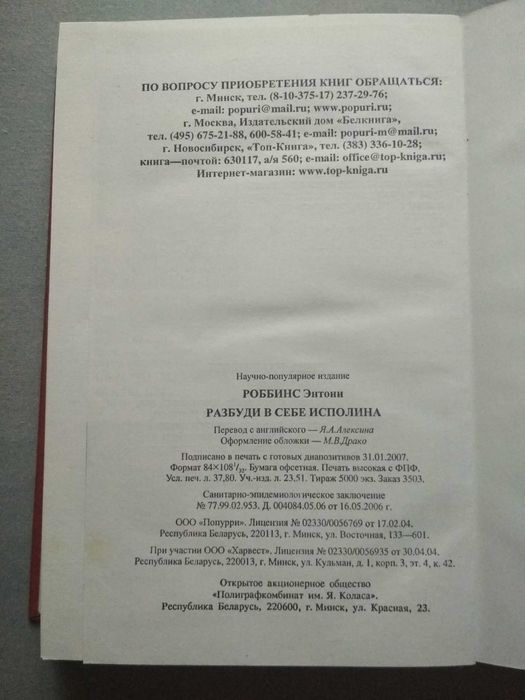 ПО ВОПРОСУ ПРИОБРЕТЕНИЯ КНИГ ОБРАЩАТЬСЯ:
г. Минск, тел. (8-10-375-17) 237-29-76;
e-mail: popuri@mail.ru; www.popuri.ru;
г. Москва, Издательский дом «Белкнига»,
тел. (495) 675-21-88, 600-58-41; e-mail: popuri-m@mail.ru;
г. Новосибирск, «Топ-Книга», тел. (383) 336-10-28;
книга—почтой: 630117, а/я 560; e-mail: office@top-kniga.ru;
Интернет-магазин: www.top-kniga.ru
Научно-популярное издание
РОББИНС Энтони
РАЗБУДИ В СЕБЕ ИСПОЛИНА
Перевод с английского — Я.А.Алексина
Оформление обложки — М.В.Драко
Подписано в печать с готовых диапозитивов 31.01.2007.
Формат 84×108¹/₃₂. Бумага офсетная. Печать высокая с ФПФ.
Усл. печ. л. 37,80. Уч.-изд. л. 23,51. Тираж 5000 экз. Заказ 3503.
Санитарно-эпидемиологическое заключение
№ 77.99.02.953. Д. 004084.05.06 от 16.05.2006 г.
ООО «Попурри». Лицензия № 02330/0056769 от 17.02.04.
Республика Беларусь, 220113, г. Минск, ул. Восточная, 133—601.
При участии ООО «Харвест». Лицензия № 02330/0056935 от 30.04.04.
Республика Беларусь, 220013, г. Минск, ул. Кульман, д. 1, корп. 3, эт. 4, к. 42.
Открытое акционерное общество
«Полиграфкомбинат им. Я. Коласа».
Республика Беларусь, 220600, г. Минск, ул. Красная, 23.